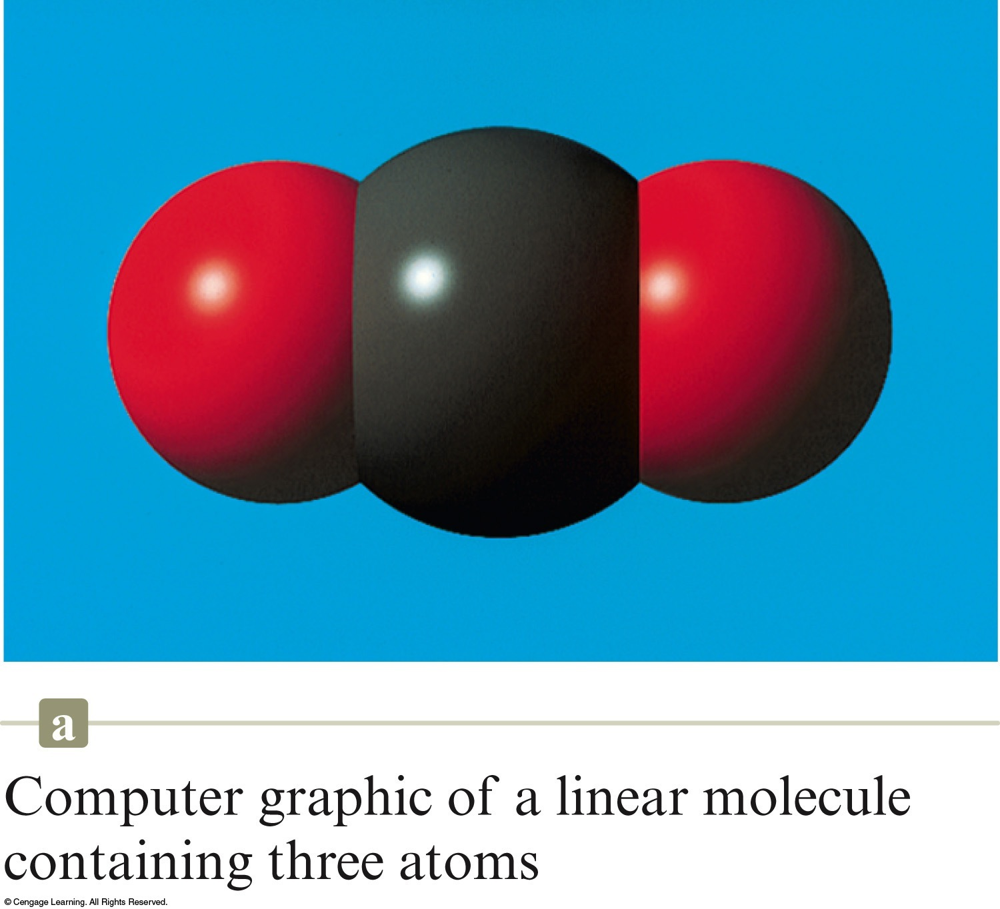 a
Computer graphic of a linear molecule
containing three atoms
© Cengage Learning. All Rights Reserved.